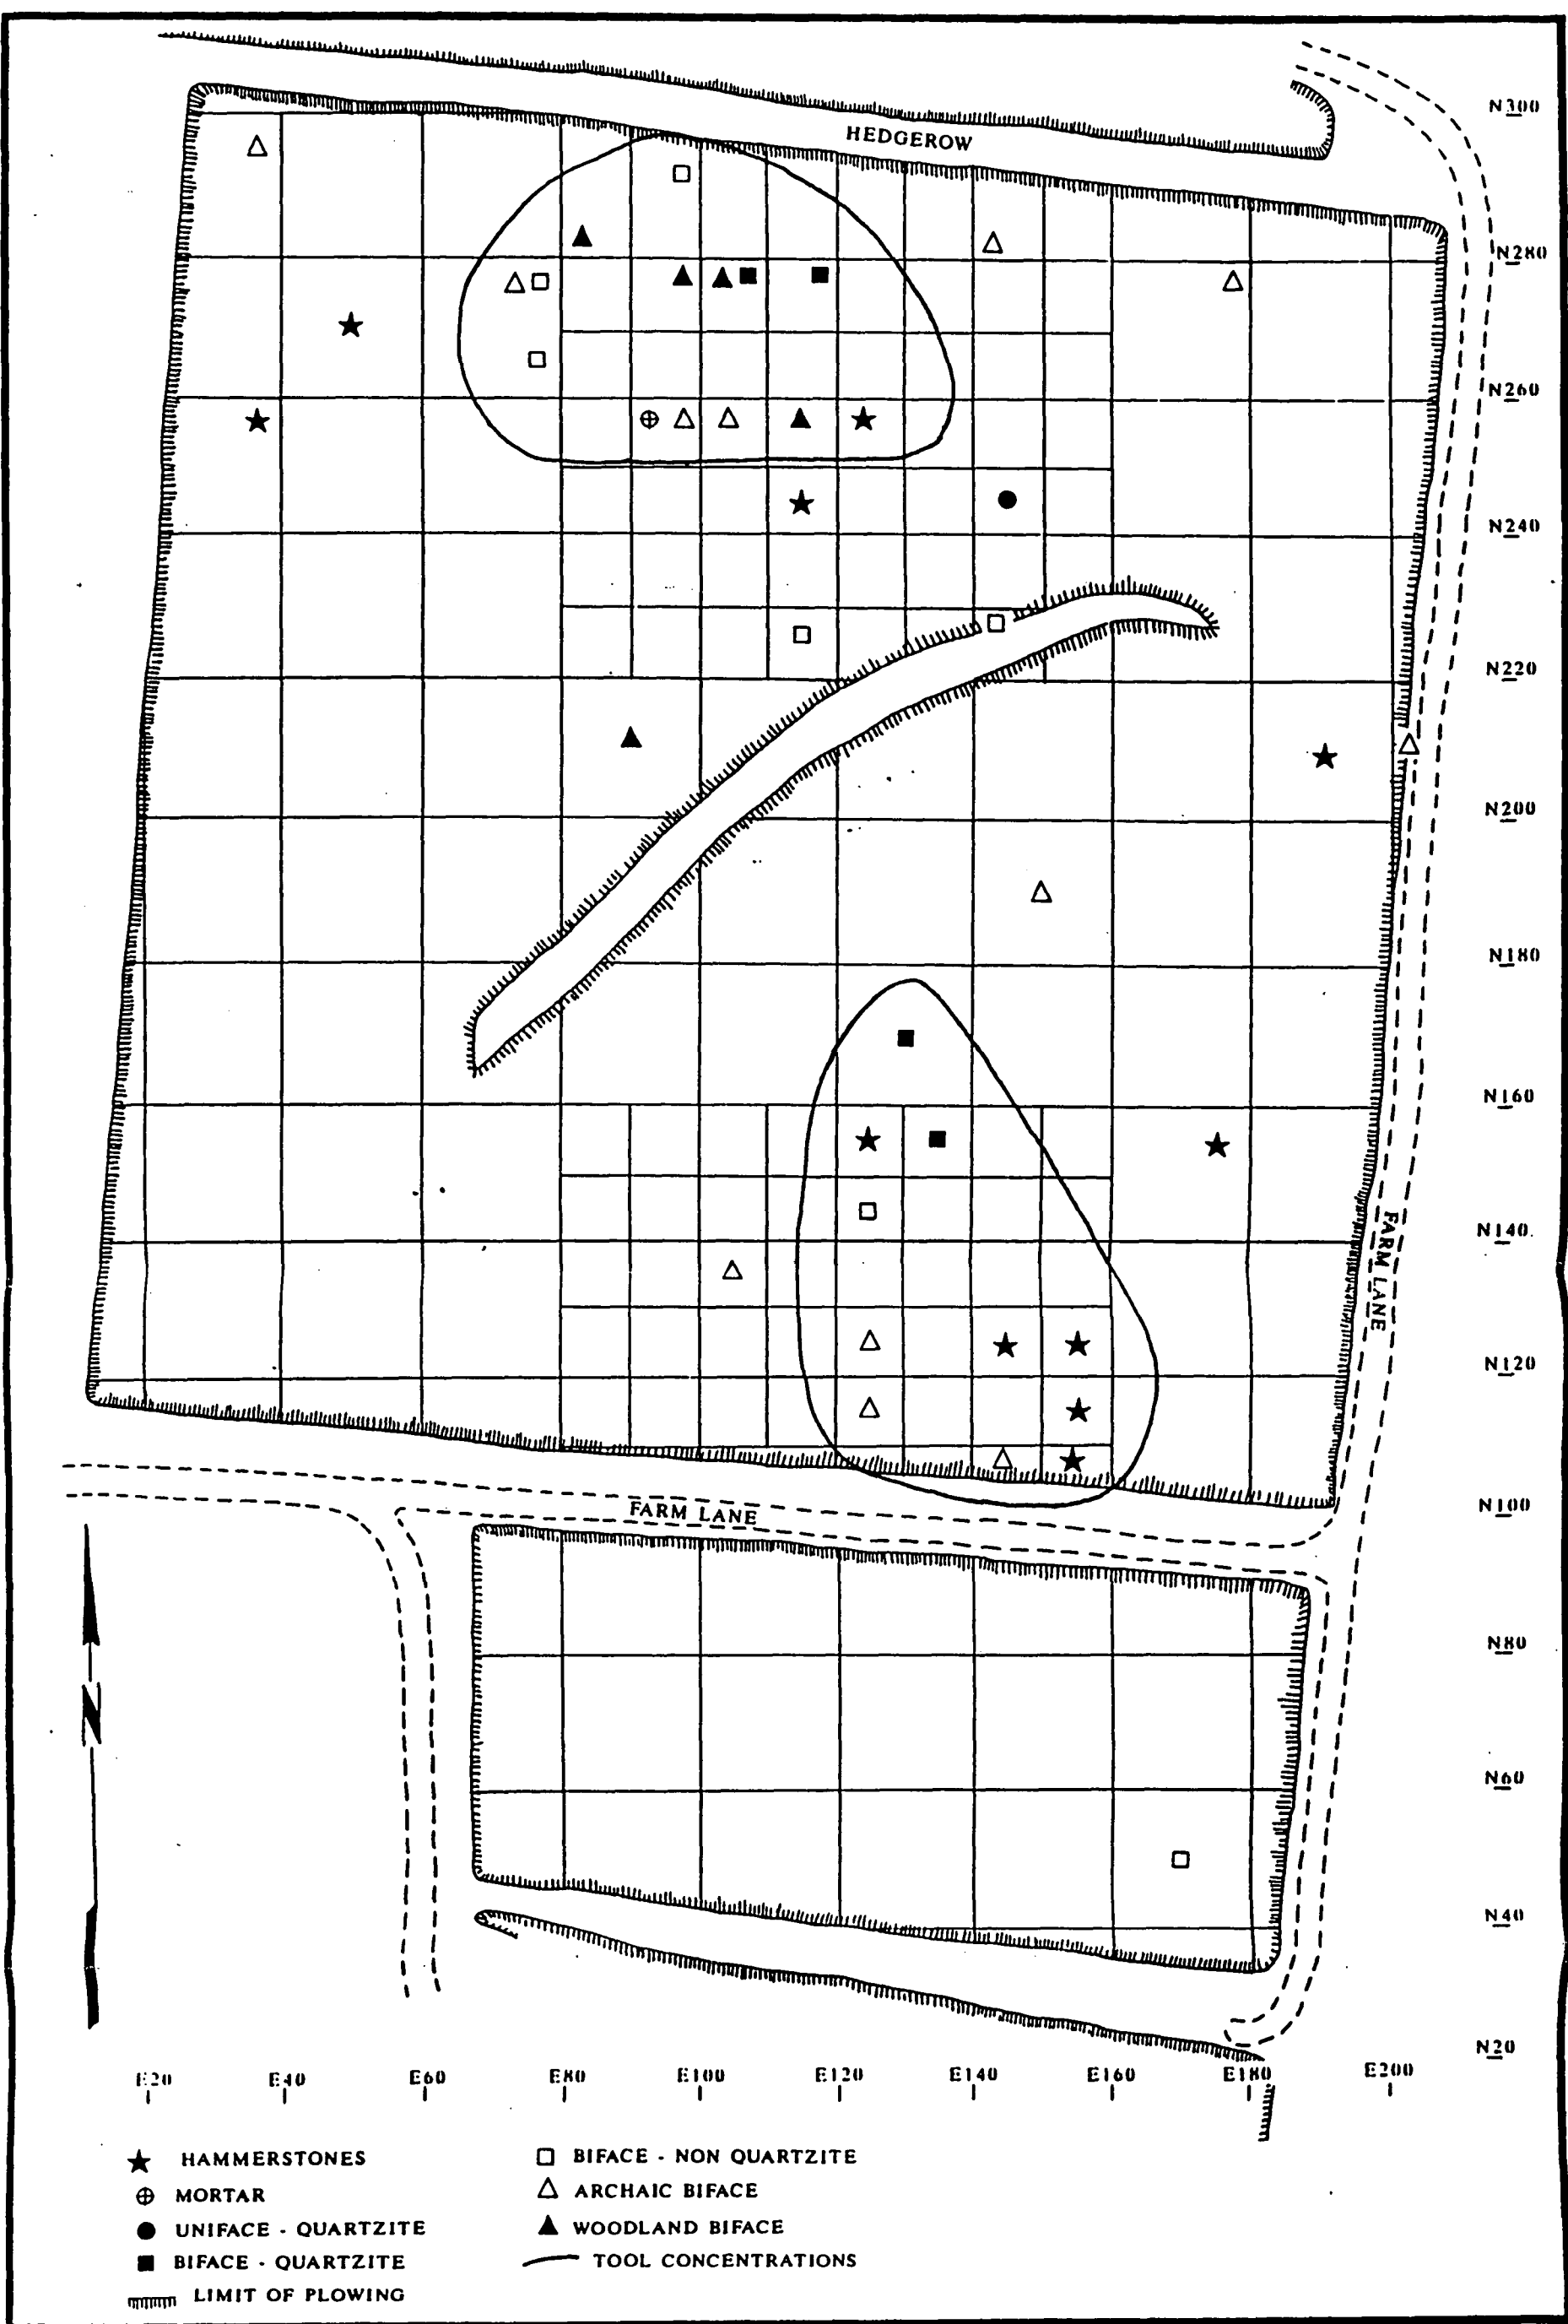 N300
HEDGEROW
N280
N260
N240
N220
N200
N180
N160
N140
FARM LANE
N120
N100
FARM LANE
N80
N60
N
N40
N20
E20 E40 E60 E80 E100 E120 E140 E160 E180 E200
HAMMERSTONES
MORTAR
UNIFACE - QUARTZITE
BIFACE - QUARTZITE
LIMIT OF PLOWING
BIFACE - NON QUARTZITE
ARCHAIC BIFACE
WOODLAND BIFACE
TOOL CONCENTRATIONS